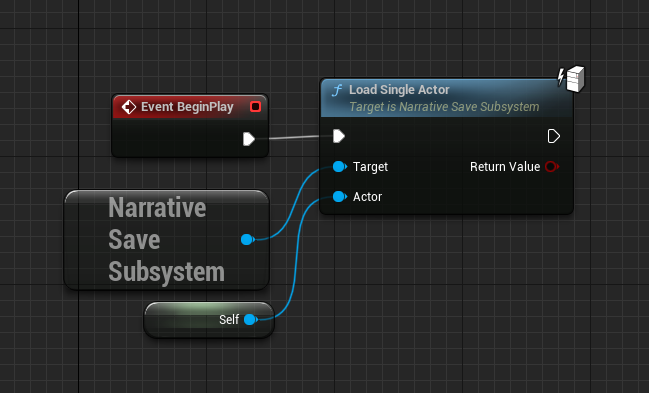 Event BeginPlay
f Load Single Actor
Target is Narrative Save Subsystem
Target
Return Value
Actor
Narrative
Save
Subsystem
Self